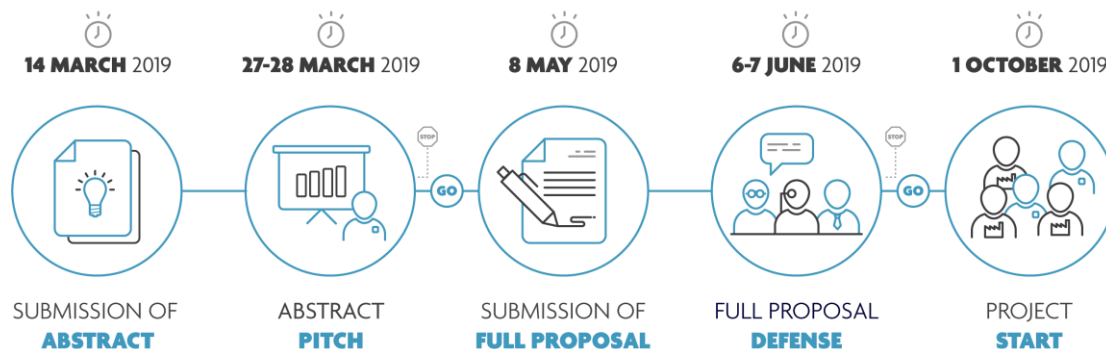 14 MARCH 2019
27-28 MARCH 2019
8 MAY 2019
6-7 JUNE 2019
1 OCTOBER 2019
STOP
GO
STOP
GO
SUBMISSION OF
ABSTRACT
ABSTRACT
PITCH
SUBMISSION OF
FULL PROPOSAL
FULL PROPOSAL
DEFENSE
PROJECT
START